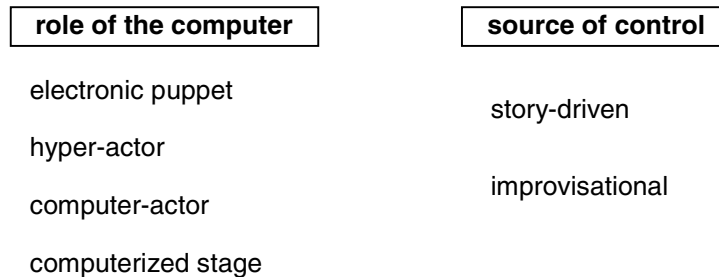 role of the computer
electronic puppet
hyper-actor
computer-actor
computerized stage
source of control
story-driven
improvisational